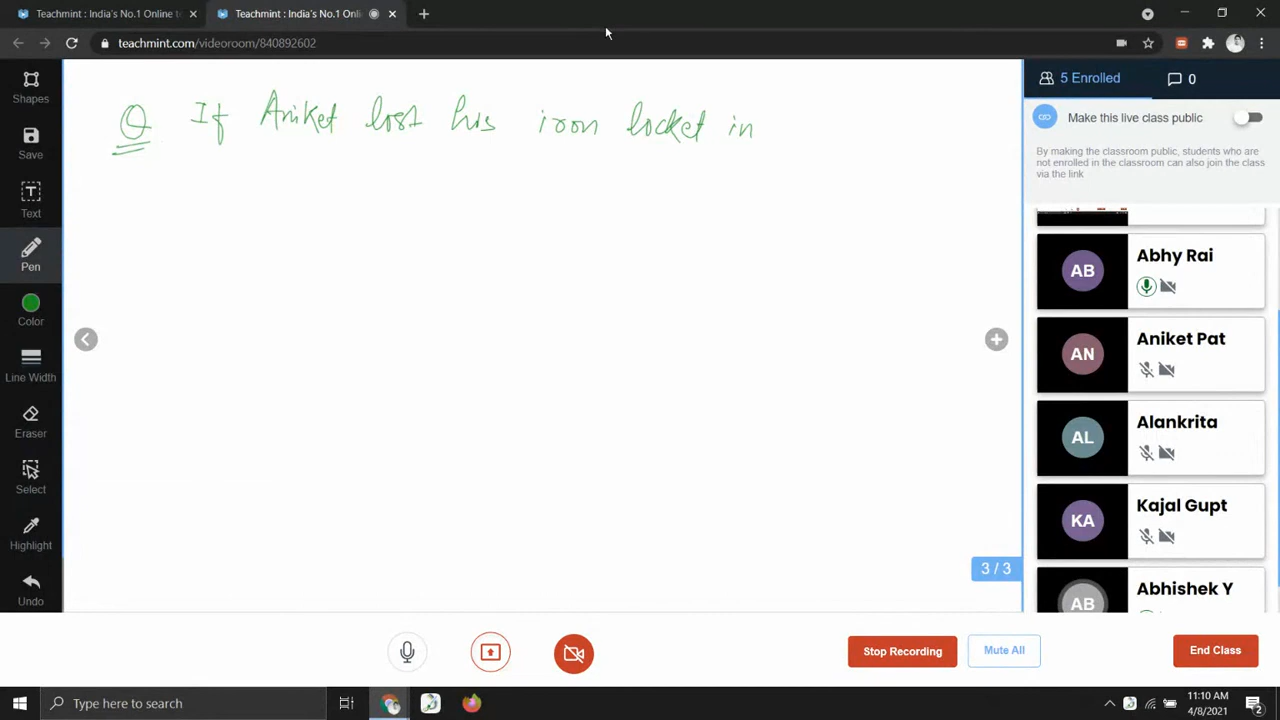 Teachmint : India's No.1 Online t
Teachmint : India's No.1 Onli
teachmint.com/videoroom/840892602
Shapes
Save
Text
Pen
Color
Line Width
Eraser
Select
Highlight
Undo
Q If Aniket lost his iron locket in
3 / 3
5 Enrolled
0
Make this live class public
By making the classroom public, students who are
not enrolled in the classroom can also join the class
via the link
AB
Abhy Rai
AN
Aniket Pat
AL
Alankrita
KA
Kajal Gupt
AB
Abhishek Y
Stop Recording
Mute All
End Class
Type here to search
11:10 AM
4/8/2021
2